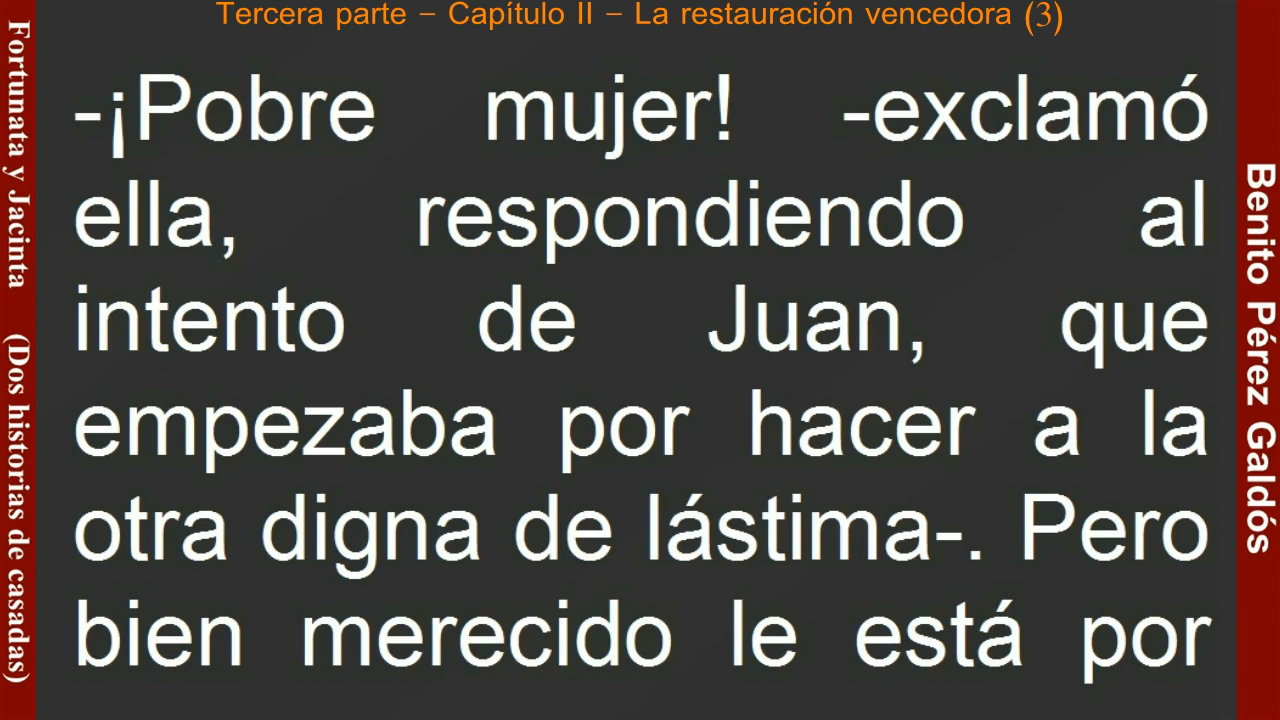 Tercera parte – Capítulo II – La restauración vencedora (3)
Fortunata y Jacinta (Dos historias de casadas)
-¡Pobre mujer! -exclamó
ella, respondiendo al
intento de Juan, que
empezaba por hacer a la
otra digna de lástima-. Pero
bien merecido le está por
Benito Pérez Galdós